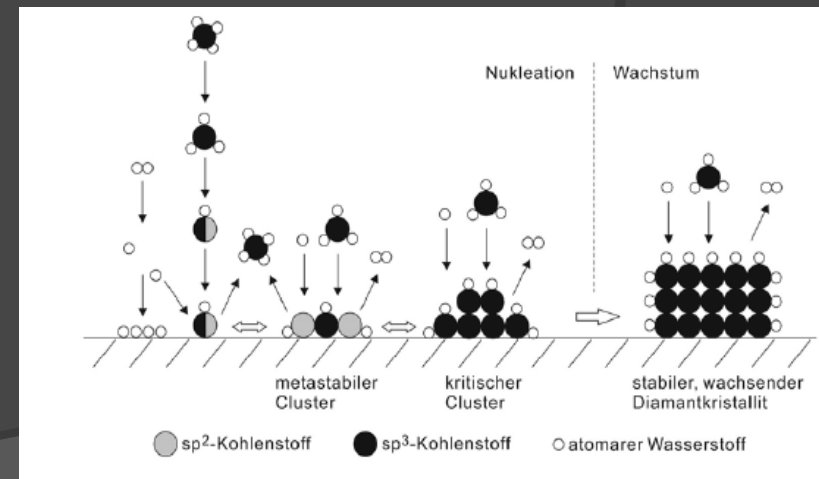 Nukleation
Wachstum
metastabiler
Cluster
kritischer
Cluster
stabiler, wachsender
Diamantkristallit
sp²-Kohlenstoff
sp³-Kohlenstoff
atomarer Wasserstoff